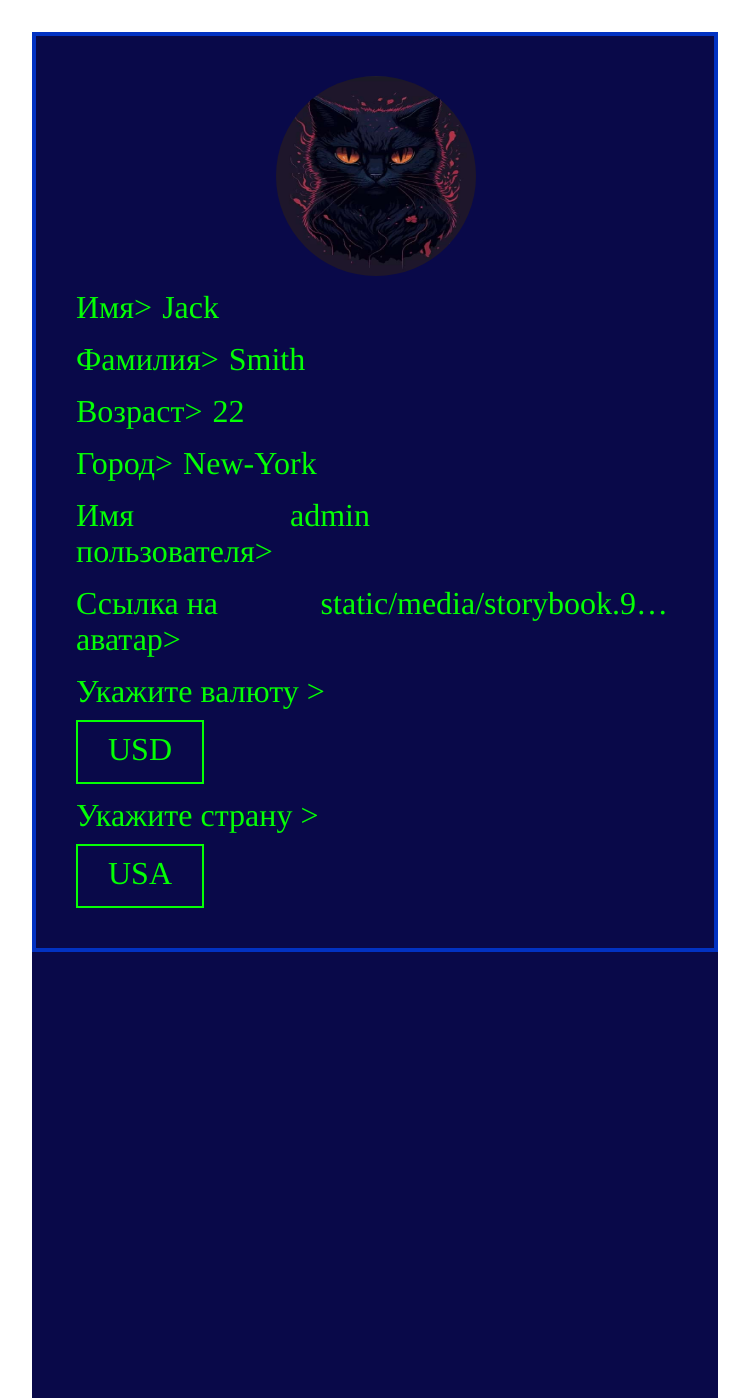 Имя> Jack
Фамилия> Smith
Возраст> 22
Город> New-York
Имя admin
пользователя>
Ссылка на static/media/storybook.9…
аватар>
Укажите валюту >
USD
Укажите страну >
USA